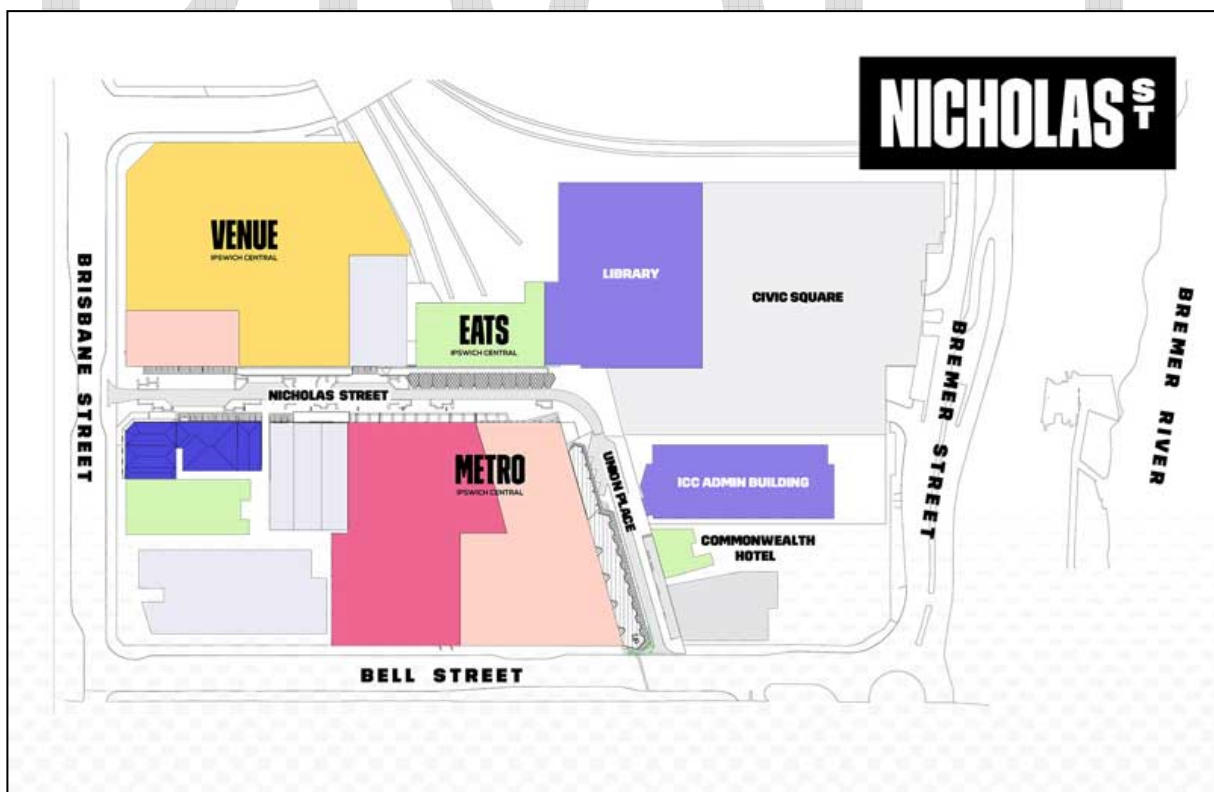 NICHOLAS ST
VENUE
IPSWICH CENTRAL
LIBRARY
CIVIC SQUARE
EATS
IPSWICH CENTRAL
BRISBANE STREET
NICHOLAS STREET
BREMER STREET
BREMER RIVER
METRO
IPSWICH CENTRAL
UNION PLACE
ICC ADMIN BUILDING
COMMONWEALTH
HOTEL
BELL STREET